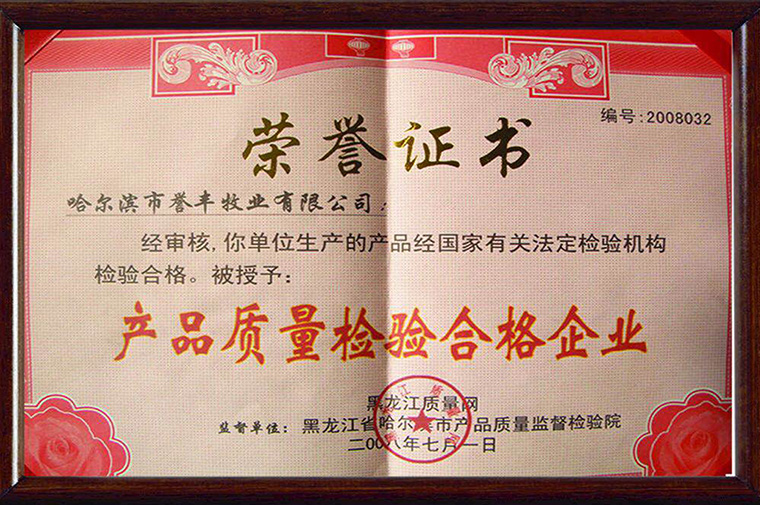 编号:2008032
荣誉证书
哈尔滨市誉丰牧业有限公司:
经审核,你单位生产的产品经国家有关法定检验机构
检验合格。被授予:
产品质量检验合格企业
黑龙江质量网
监督单位: 黑龙江省哈尔滨市产品质量监督检验院
二〇〇八年七月一日